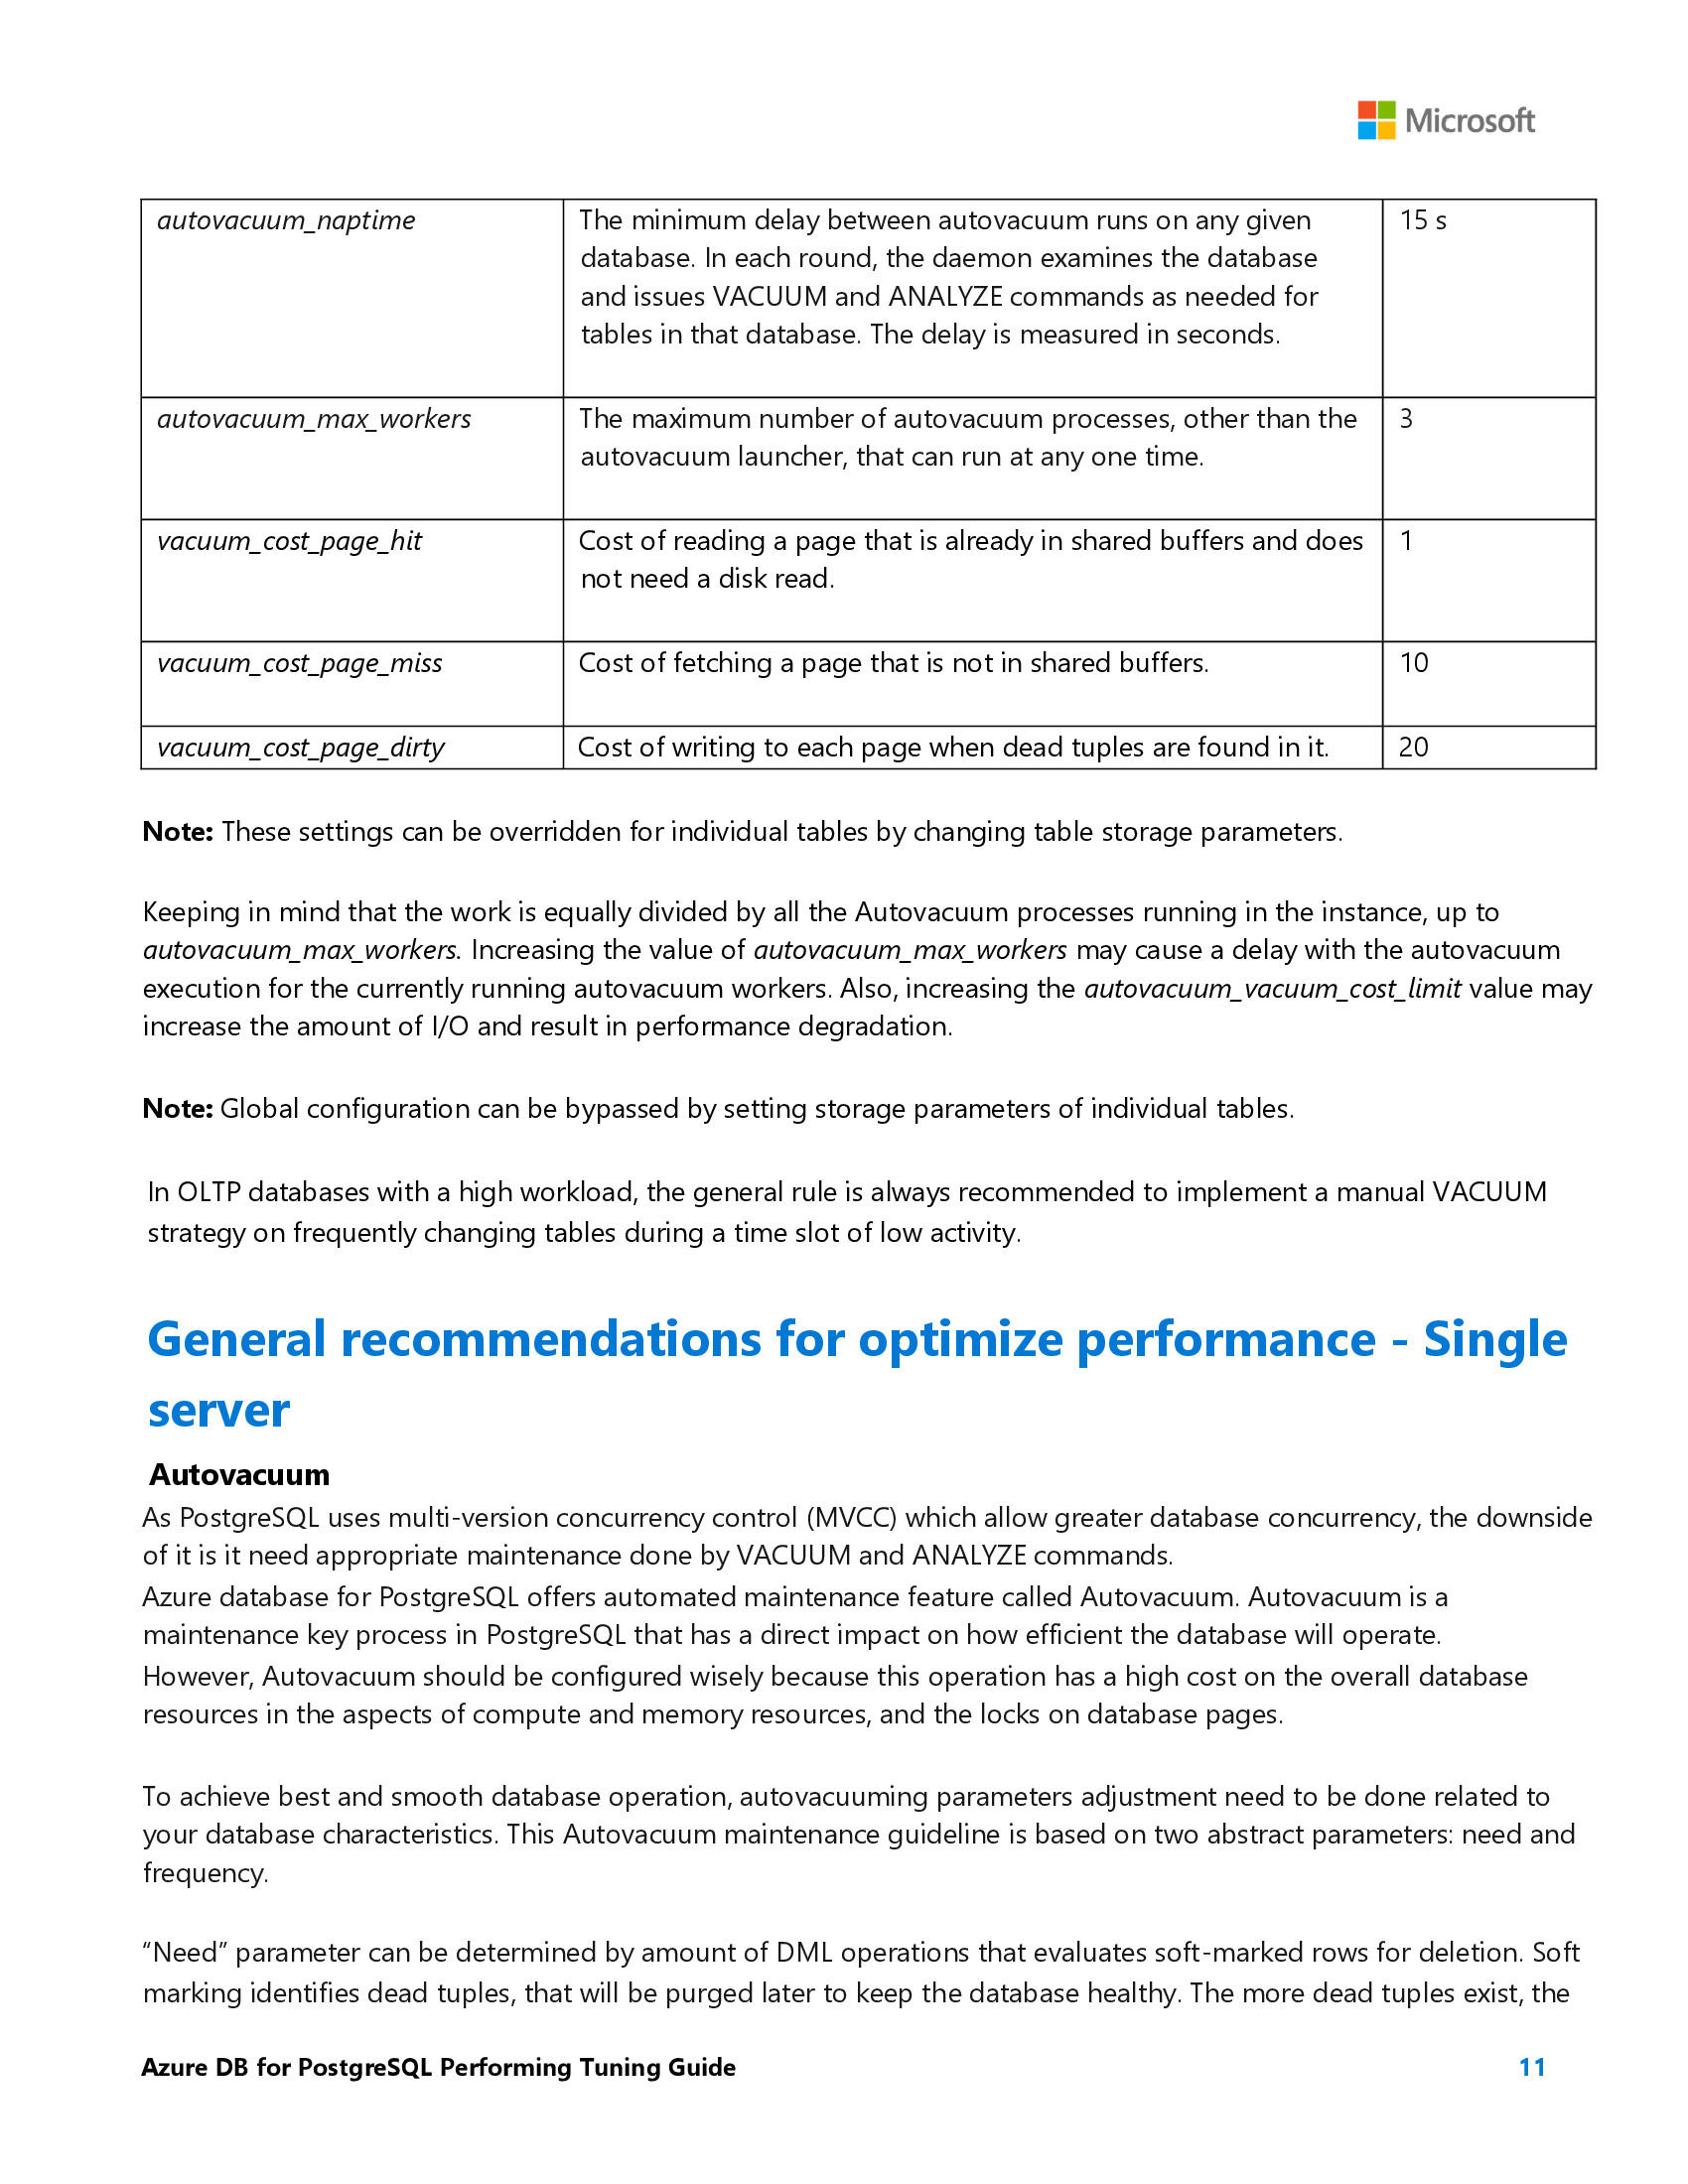 Microsoft
autovacuum_naptime
The minimum delay between autovacuum runs on any given
database. In each round, the daemon examines the database
and issues VACUUM and ANALYZE commands as needed for
tables in that database. The delay is measured in seconds.
15 s
autovacuum_max_workers
The maximum number of autovacuum processes, other than the
autovacuum launcher, that can run at any one time.
3
vacuum_cost_page_hit
Cost of reading a page that is already in shared buffers and does
not need a disk read.
1
vacuum_cost_page_miss
Cost of fetching a page that is not in shared buffers.
10
vacuum_cost_page_dirty
Cost of writing to each page when dead tuples are found in it.
20
Note: These settings can be overridden for individual tables by changing table storage parameters.
Keeping in mind that the work is equally divided by all the Autovacuum processes running in the instance, up to
autovacuum_max_workers. Increasing the value of autovacuum_max_workers may cause a delay with the autovacuum
execution for the currently running autovacuum workers. Also, increasing the autovacuum_vacuum_cost_limit value may
increase the amount of I/O and result in performance degradation.
Note: Global configuration can be bypassed by setting storage parameters of individual tables.
In OLTP databases with a high workload, the general rule is always recommended to implement a manual VACUUM
strategy on frequently changing tables during a time slot of low activity.
General recommendations for optimize performance - Single
server
Autovacuum
As PostgreSQL uses multi-version concurrency control (MVCC) which allow greater database concurrency, the downside
of it is it need appropriate maintenance done by VACUUM and ANALYZE commands.
Azure database for PostgreSQL offers automated maintenance feature called Autovacuum. Autovacuum is a
maintenance key process in PostgreSQL that has a direct impact on how efficient the database will operate.
However, Autovacuum should be configured wisely because this operation has a high cost on the overall database
resources in the aspects of compute and memory resources, and the locks on database pages.
To achieve best and smooth database operation, autovacuuming parameters adjustment need to be done related to
your database characteristics. This Autovacuum maintenance guideline is based on two abstract parameters: need and
frequency.
“Need” parameter can be determined by amount of DML operations that evaluates soft-marked rows for deletion. Soft
marking identifies dead tuples, that will be purged later to keep the database healthy. The more dead tuples exist, the
Azure DB for PostgreSQL Performing Tuning Guide
11